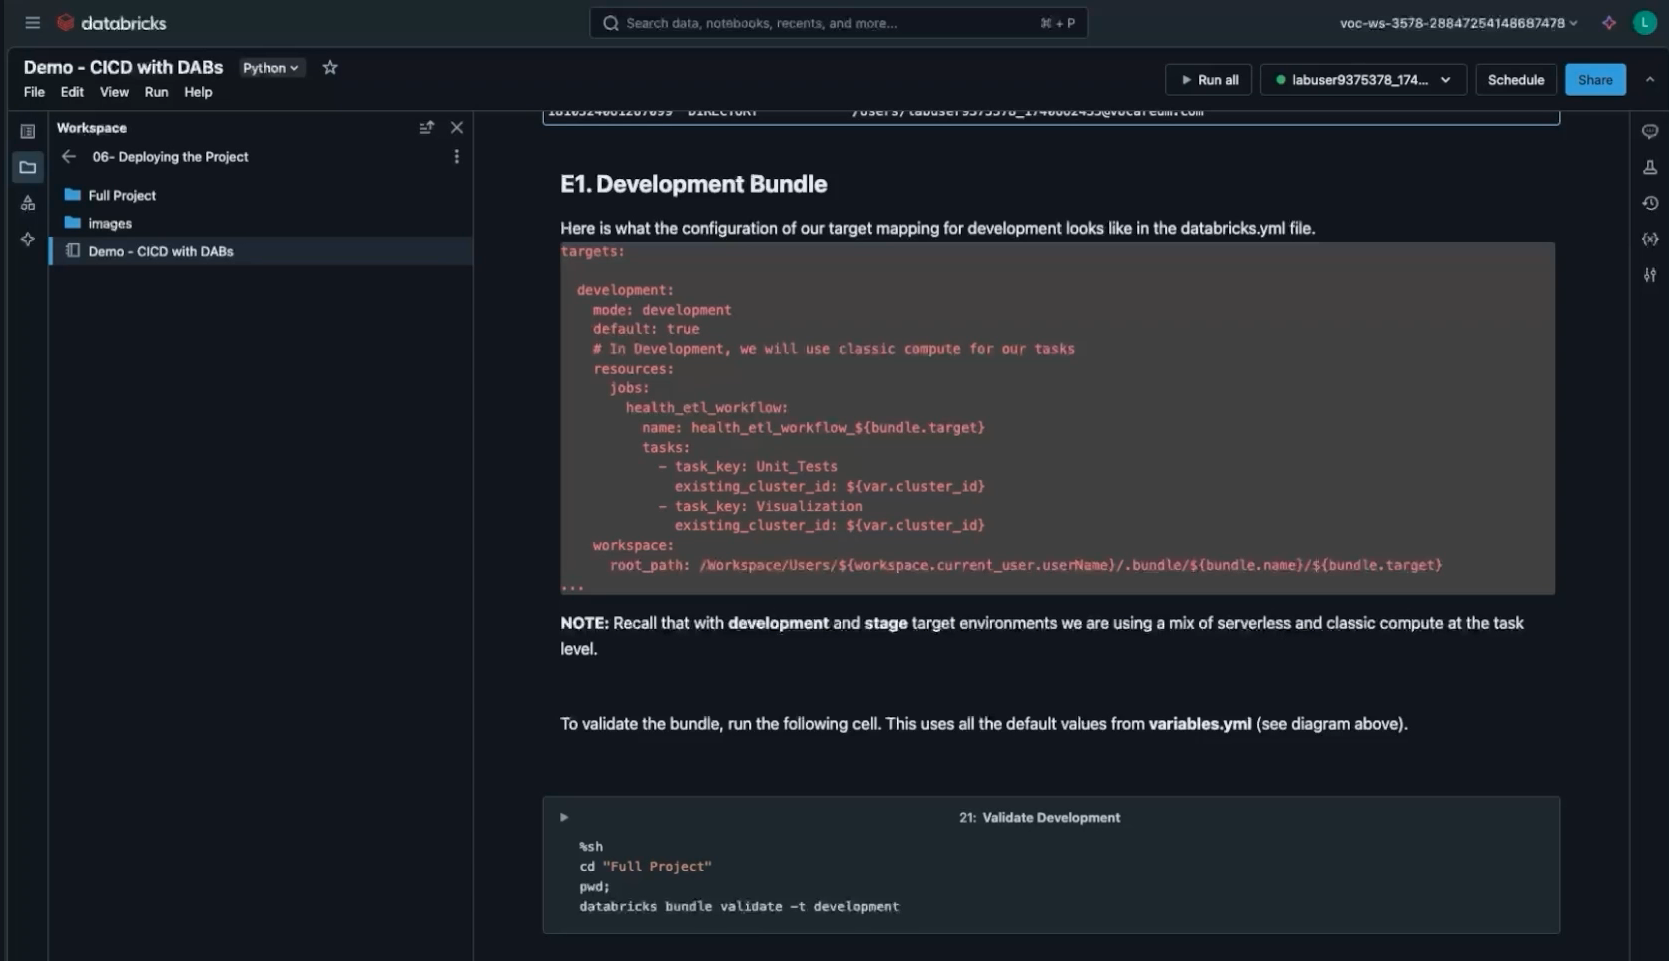 databricks
Search data, notebooks, recents, and more...
⌘ + P
voc-ws-3578-28847254148687478
L
Demo - CICD with DABs
Python
File Edit View Run Help
Run all
labuser9375378_174...
Schedule
Share
Workspace
06- Deploying the Project
Full Project
images
Demo - CICD with DABs
DIRECTORY
E1. Development Bundle
Here is what the configuration of our target mapping for development looks like in the databricks.yml file.
targets:
development:
mode: development
default: true
# In Development, we will use classic compute for our tasks
resources:
jobs:
health_etl_workflow:
name: health_etl_workflow_${bundle.target}
tasks:
- task_key: Unit_Tests
existing_cluster_id: ${var.cluster_id}
- task_key: Visualization
existing_cluster_id: ${var.cluster_id}
workspace:
root_path: /Workspace/Users/${workspace.current_user.userName}/.bundle/${bundle.name}/${bundle.target}
...
NOTE: Recall that with development and stage target environments we are using a mix of serverless and classic compute at the task
level.
To validate the bundle, run the following cell. This uses all the default values from variables.yml (see diagram above).
21: Validate Development
%sh
cd "Full Project"
pwd;
databricks bundle validate -t development